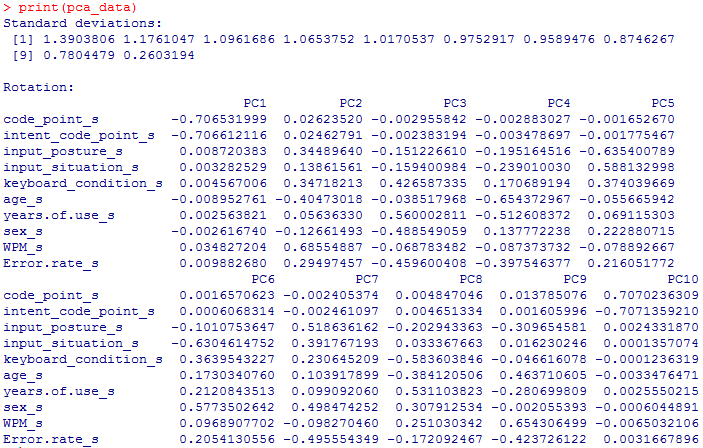 > print(pca_data)
Standard deviations:
 [1] 1.3903806 1.1761047 1.0961686 1.0653752 1.0170537 0.9752917 0.9589476 0.8746267
 [9] 0.7804479 0.2603194

Rotation:
                              PC1         PC2          PC3          PC4          PC5
code_point_s         -0.706531999  0.02623520 -0.002955842 -0.002883027 -0.001652670
intent_code_point_s  -0.706612116  0.02462791 -0.002383194 -0.003478697 -0.001775467
input_posture_s       0.008720383  0.34489640 -0.151226610 -0.195164516 -0.635400789
input_situation_s     0.003282529  0.13861561 -0.159400984 -0.239010030  0.588132998
keyboard_condition_s  0.004567006  0.34718213  0.426587335  0.170689194  0.374039669
age_s                -0.008952761 -0.40473018 -0.038517968 -0.654372967 -0.055665942
years.of.use_s        0.002563821  0.05636330  0.560002811 -0.512608372  0.069115303
sex_s                -0.002616740 -0.12661493 -0.488549059  0.137772238  0.222880715
WPM_s                 0.034827204  0.68554887 -0.068783482 -0.087373732 -0.078892667
Error.rate_s          0.009882680  0.29497457 -0.459600408 -0.397546377  0.216051772
                               PC6          PC7          PC8          PC9          PC10
code_point_s          0.0016570623 -0.002405374  0.004847046  0.013785076  0.7070236309
intent_code_point_s   0.0006068314 -0.002461097  0.004651334  0.001605996 -0.7071359210
input_posture_s      -0.1010753647  0.518636162 -0.202943363 -0.309654581  0.0024331870
input_situation_s    -0.6304614752  0.391767193  0.033367663  0.016230246  0.0001357074
keyboard_condition_s  0.3639543227  0.230645209 -0.583603846 -0.046616078 -0.0001236319
age_s                 0.1730340760  0.103917899 -0.384120506  0.463710605 -0.0033476471
years.of.use_s        0.2120843513  0.099092060  0.531103823 -0.280699809  0.0025550215
sex_s                 0.5773502642  0.498474252  0.307912534 -0.002055393 -0.0006044891
WPM_s                 0.0968907702 -0.098270460  0.251030342  0.654306499 -0.0065032106
Error.rate_s          0.2054130556 -0.495554349 -0.172092467 -0.423726122  0.0031667896